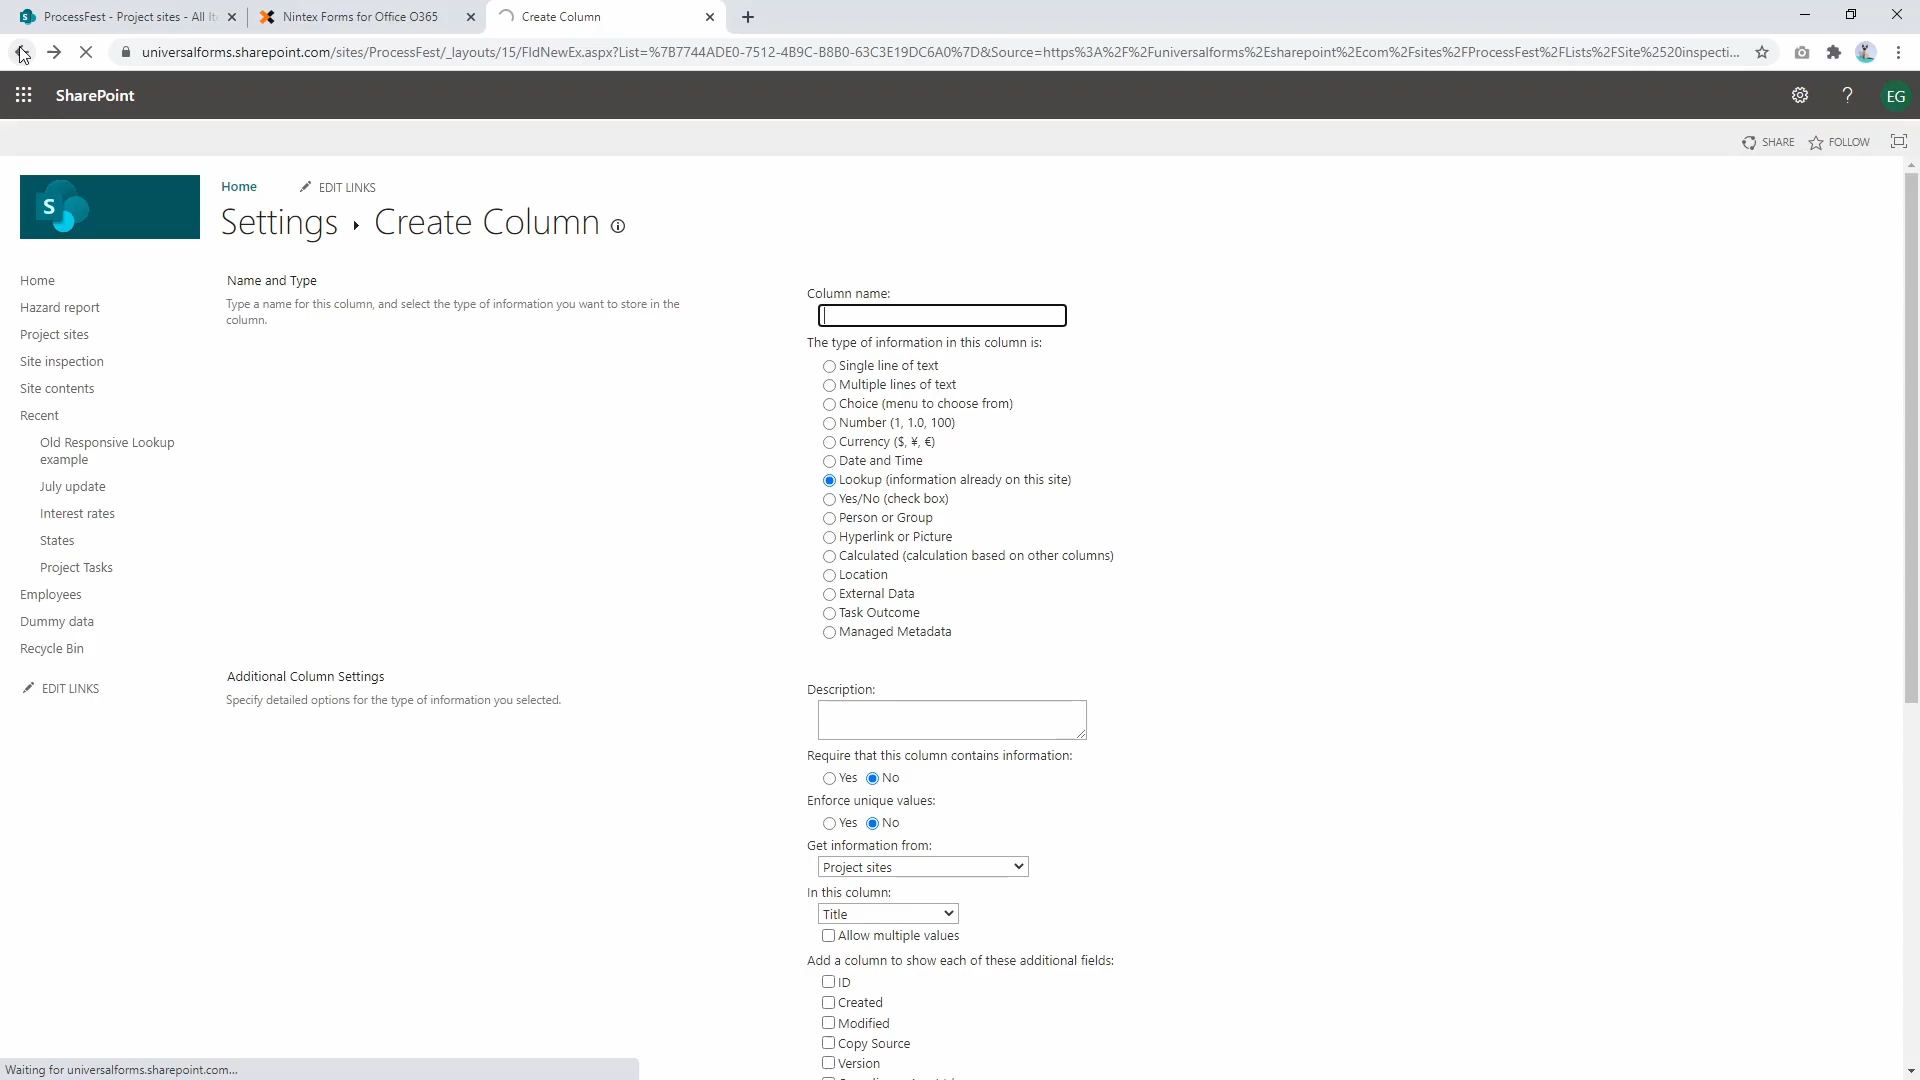 ProcessFest - Project sites - All It
Nintex Forms for Office O365
Create Column
universalforms.sharepoint.com/sites/ProcessFest/_layouts/15/FldNewEx.aspx?List=%7B7744ADE0-7512-4B9C-B8B0-63C3E19DC6A0%7D&Source=https%3A%2F%2Funiversalforms%2Esharepoint%2Ecom%2Fsites%2FProcessFest%2FLists%2FSite%2520inspecti...
SharePoint
?
EG
SHARE
FOLLOW
S
Home
EDIT LINKS
Settings ▸ Create Column
Home
Hazard report
Project sites
Site inspection
Site contents
Recent
Old Responsive Lookup
example
July update
Interest rates
States
Project Tasks
Employees
Dummy data
Recycle Bin
EDIT LINKS
Name and Type
Type a name for this column, and select the type of information you want to store in the
column.
Column name:
The type of information in this column is:
Single line of text
Multiple lines of text
Choice (menu to choose from)
Number (1, 1.0, 100)
Currency ($, ¥, €)
Date and Time
Lookup (information already on this site)
Yes/No (check box)
Person or Group
Hyperlink or Picture
Calculated (calculation based on other columns)
Location
External Data
Task Outcome
Managed Metadata
Additional Column Settings
Specify detailed options for the type of information you selected.
Description:
Require that this column contains information:
Yes No
Enforce unique values:
Yes No
Get information from:
Project sites
In this column:
Title
Allow multiple values
Add a column to show each of these additional fields:
ID
Created
Modified
Copy Source
Version
Waiting for universalforms.sharepoint.com...